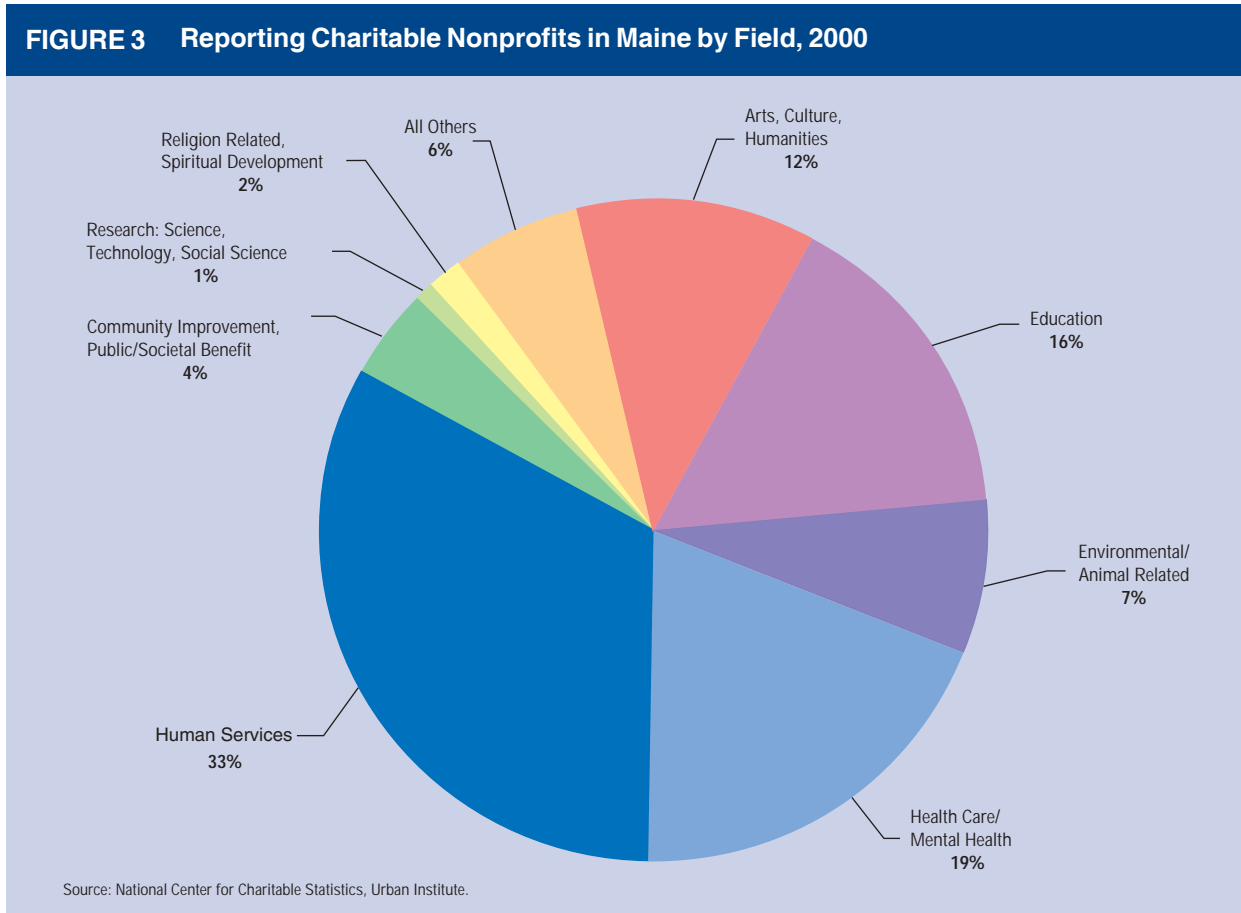 FIGURE 3 Reporting Charitable Nonprofits in Maine by Field, 2000
All Others
6%
Arts, Culture,
Humanities
12%
Religion Related,
Spiritual Development
2%
Research: Science,
Technology, Social Science
1%
Community Improvement,
Public/Societal Benefit
4%
Education
16%
Environmental/
Animal Related
7%
Human Services
33%
Health Care/
Mental Health
19%
Source: National Center for Charitable Statistics, Urban Institute.